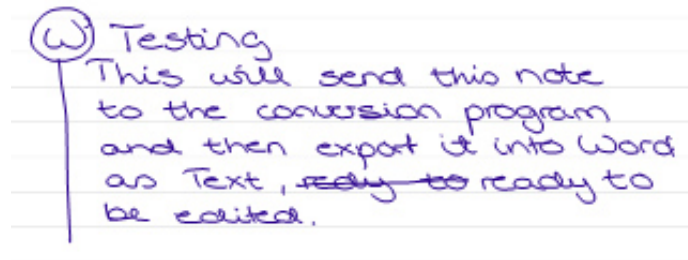 W Testing
This will send this note
to the conversion program
and then export it into Word
as Text, ~~redy to~~ ready to
be edited.